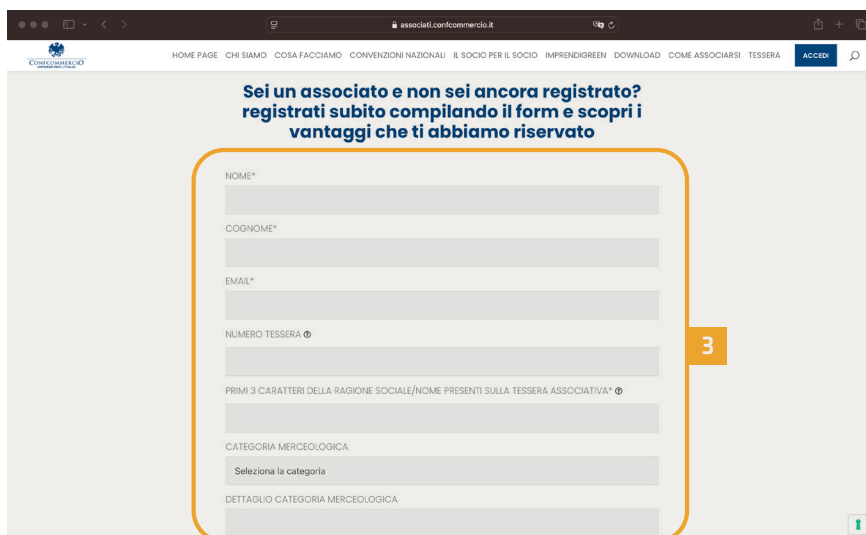 associati.confcommercio.it
CONFCOMMERCIO
IMPRESE PER L'ITALIA
HOME PAGE CHI SIAMO COSA FACCIAMO CONVENZIONI NAZIONALI IL SOCIO PER IL SOCIO IMPRENDIGREEN DOWNLOAD COME ASSOCIARSI TESSERA ACCEDI
Sei un associato e non sei ancora registrato?
registrati subito compilando il form e scopri i
vantaggi che ti abbiamo riservato
NOME*
COGNOME*
EMAIL*
NUMERO TESSERA
3
PRIMI 3 CARATTERI DELLA RAGIONE SOCIALE/NOME PRESENTI SULLA TESSERA ASSOCIATIVA*
CATEGORIA MERCEOLOGICA
Seleziona la categoria
DETTAGLIO CATEGORIA MERCEOLOGICA